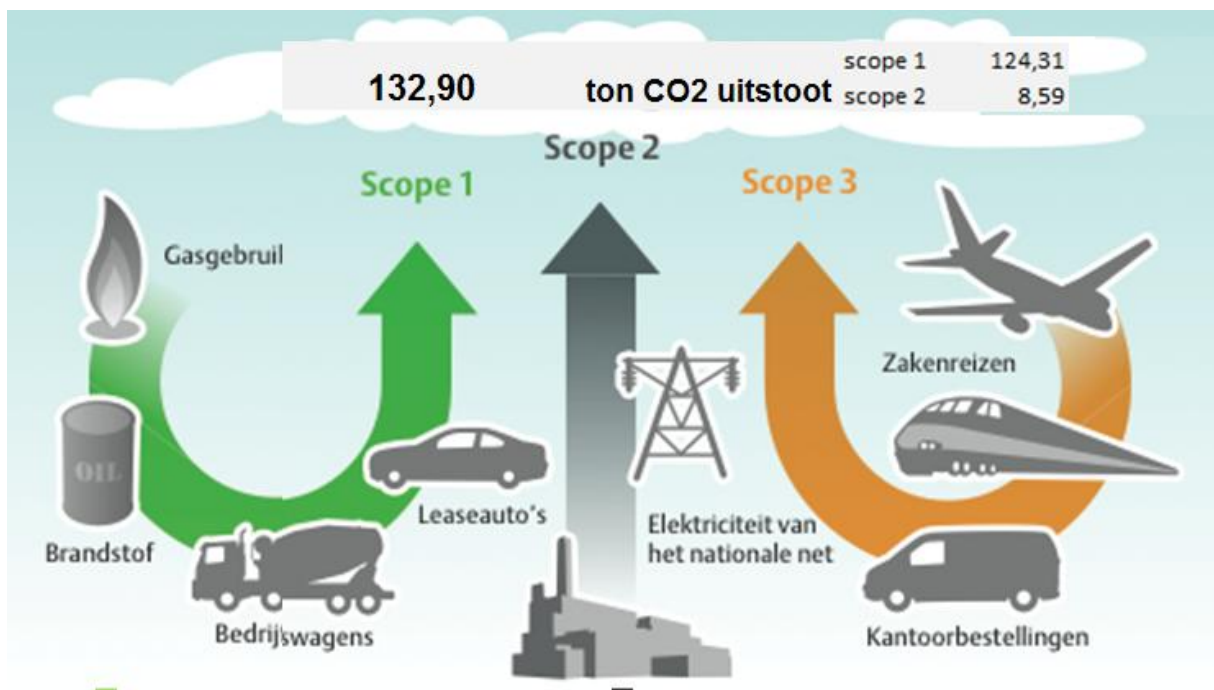 scope 1 124,31
132,90 ton CO2 uitstoot scope 2 8,59
Scope 2
Scope 1
Scope 3
Gasgebruil
Zakenreizen
OIL
Leaseauto's
Elektriciteit van
het nationale net
Brandstof
Bedrijswagens
Kantoorbestellingen